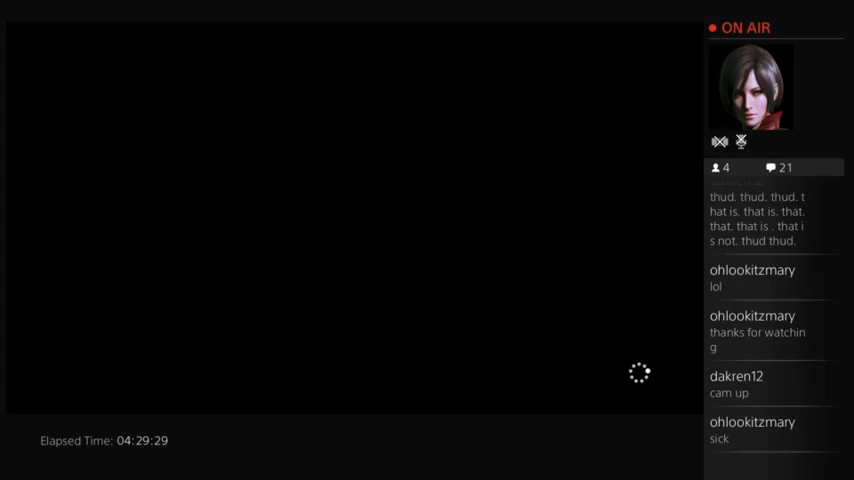 ON AIR
4 21
thud. thud. thud. t
hat is. that is. that.
that. that is . that i
s not. thud thud.
ohlookitzmary
lol
ohlookitzmary
thanks for watchin
g
dakren12
cam up
ohlookitzmary
sick
Elapsed Time: 04:29:29